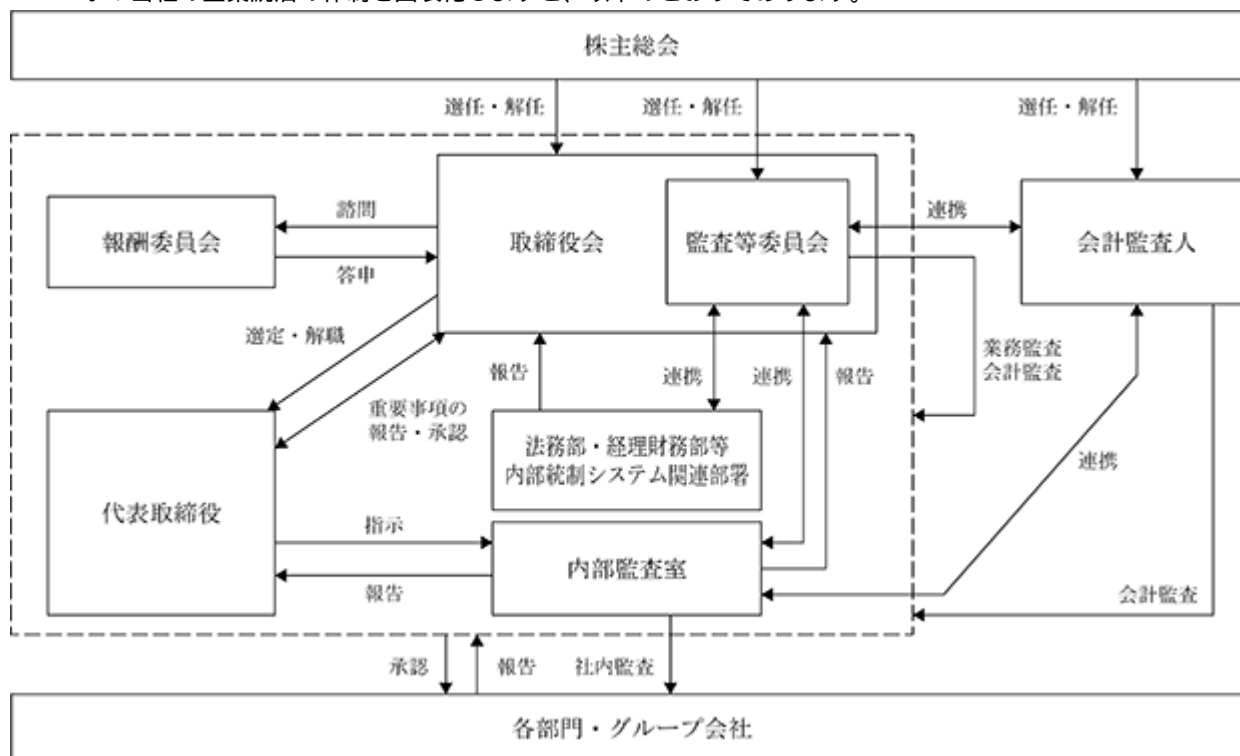 株主総会
選任・解任
選任・解任
選任・解任
報酬委員会
諮問
答申
取締役会
監査等委員会
連携
会計監査人
選定・解職
重要事項の
報告・承認
報告
連携
連携
報告
業務監査
会計監査
法務部・経理財務部等
内部統制システム関連部署
連携
代表取締役
指示
報告
内部監査室
会計監査
承認
報告
社内監査
各部門・グループ会社